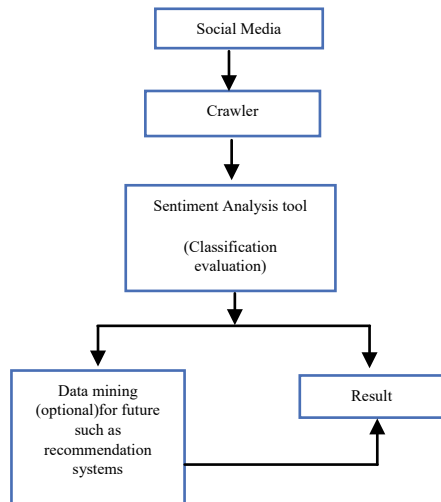 Social Media
Crawler
Sentiment Analysis tool
(Classification
evaluation)
Data mining
(optional)for future
such as
recommendation
systems
Result